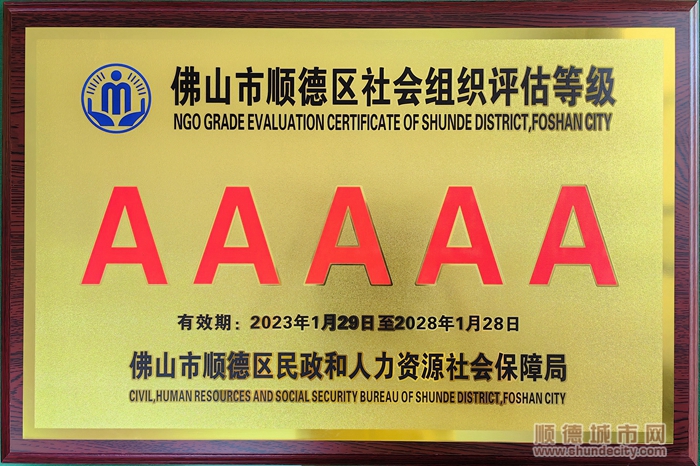 佛山市顺德区社会组织评估等级
NGO GRADE EVALUATION CERTIFICATE OF SHUNDE DISTRICT,FOSHAN CITY
AAAAA
有效期：2023年1月29日至2028年1月28日
佛山市顺德区民政和人力资源社会保障局
CIVIL,HUMAN RESOURCES AND SOCIAL SECURITY BUREAU OF SHUNDE DISTRICT,FOSHAN CITY
顺德城市网
www.shundecity.com